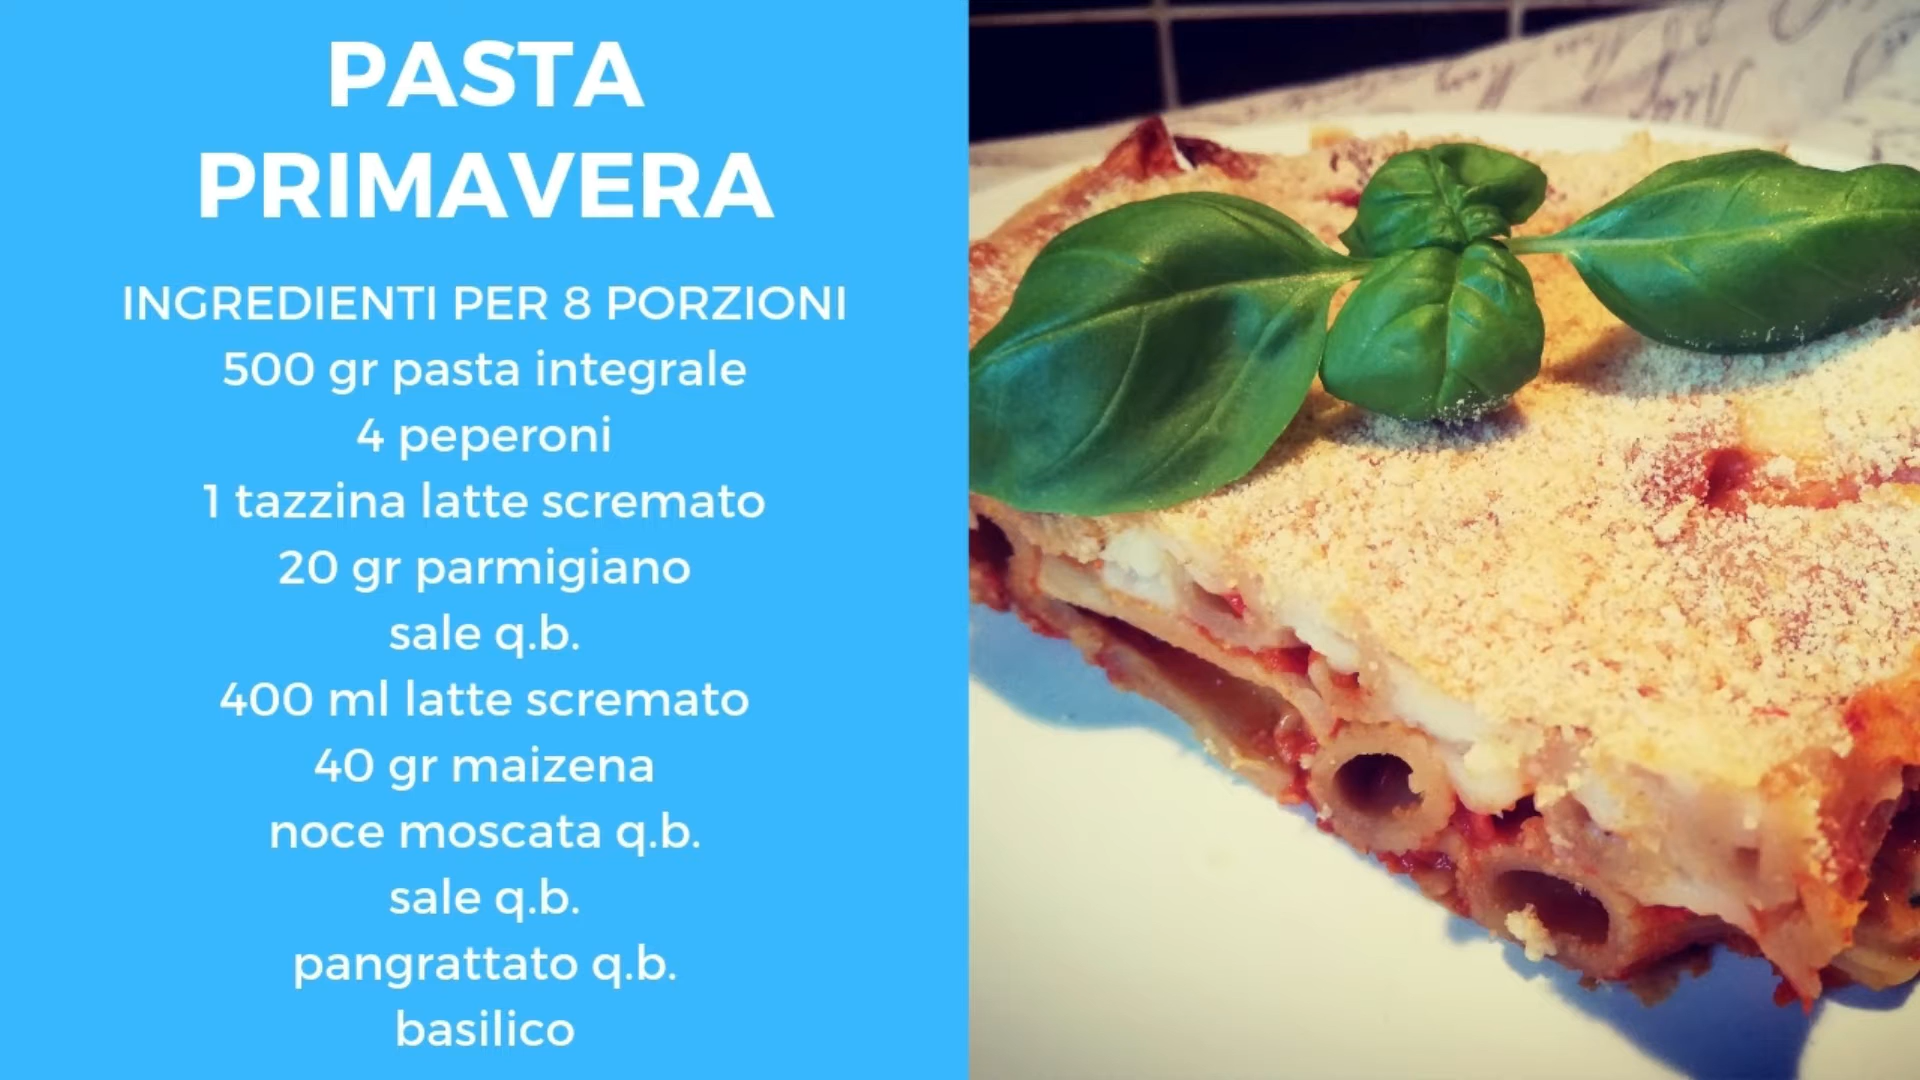 PASTA
PRIMAVERA
INGREDIENTI PER 8 PORZIONI
500 gr pasta integrale
4 peperoni
1 tazzina latte scremato
20 gr parmigiano
sale q.b.
400 ml latte scremato
40 gr maizena
noce moscata q.b.
sale q.b.
pangrattato q.b.
basilico